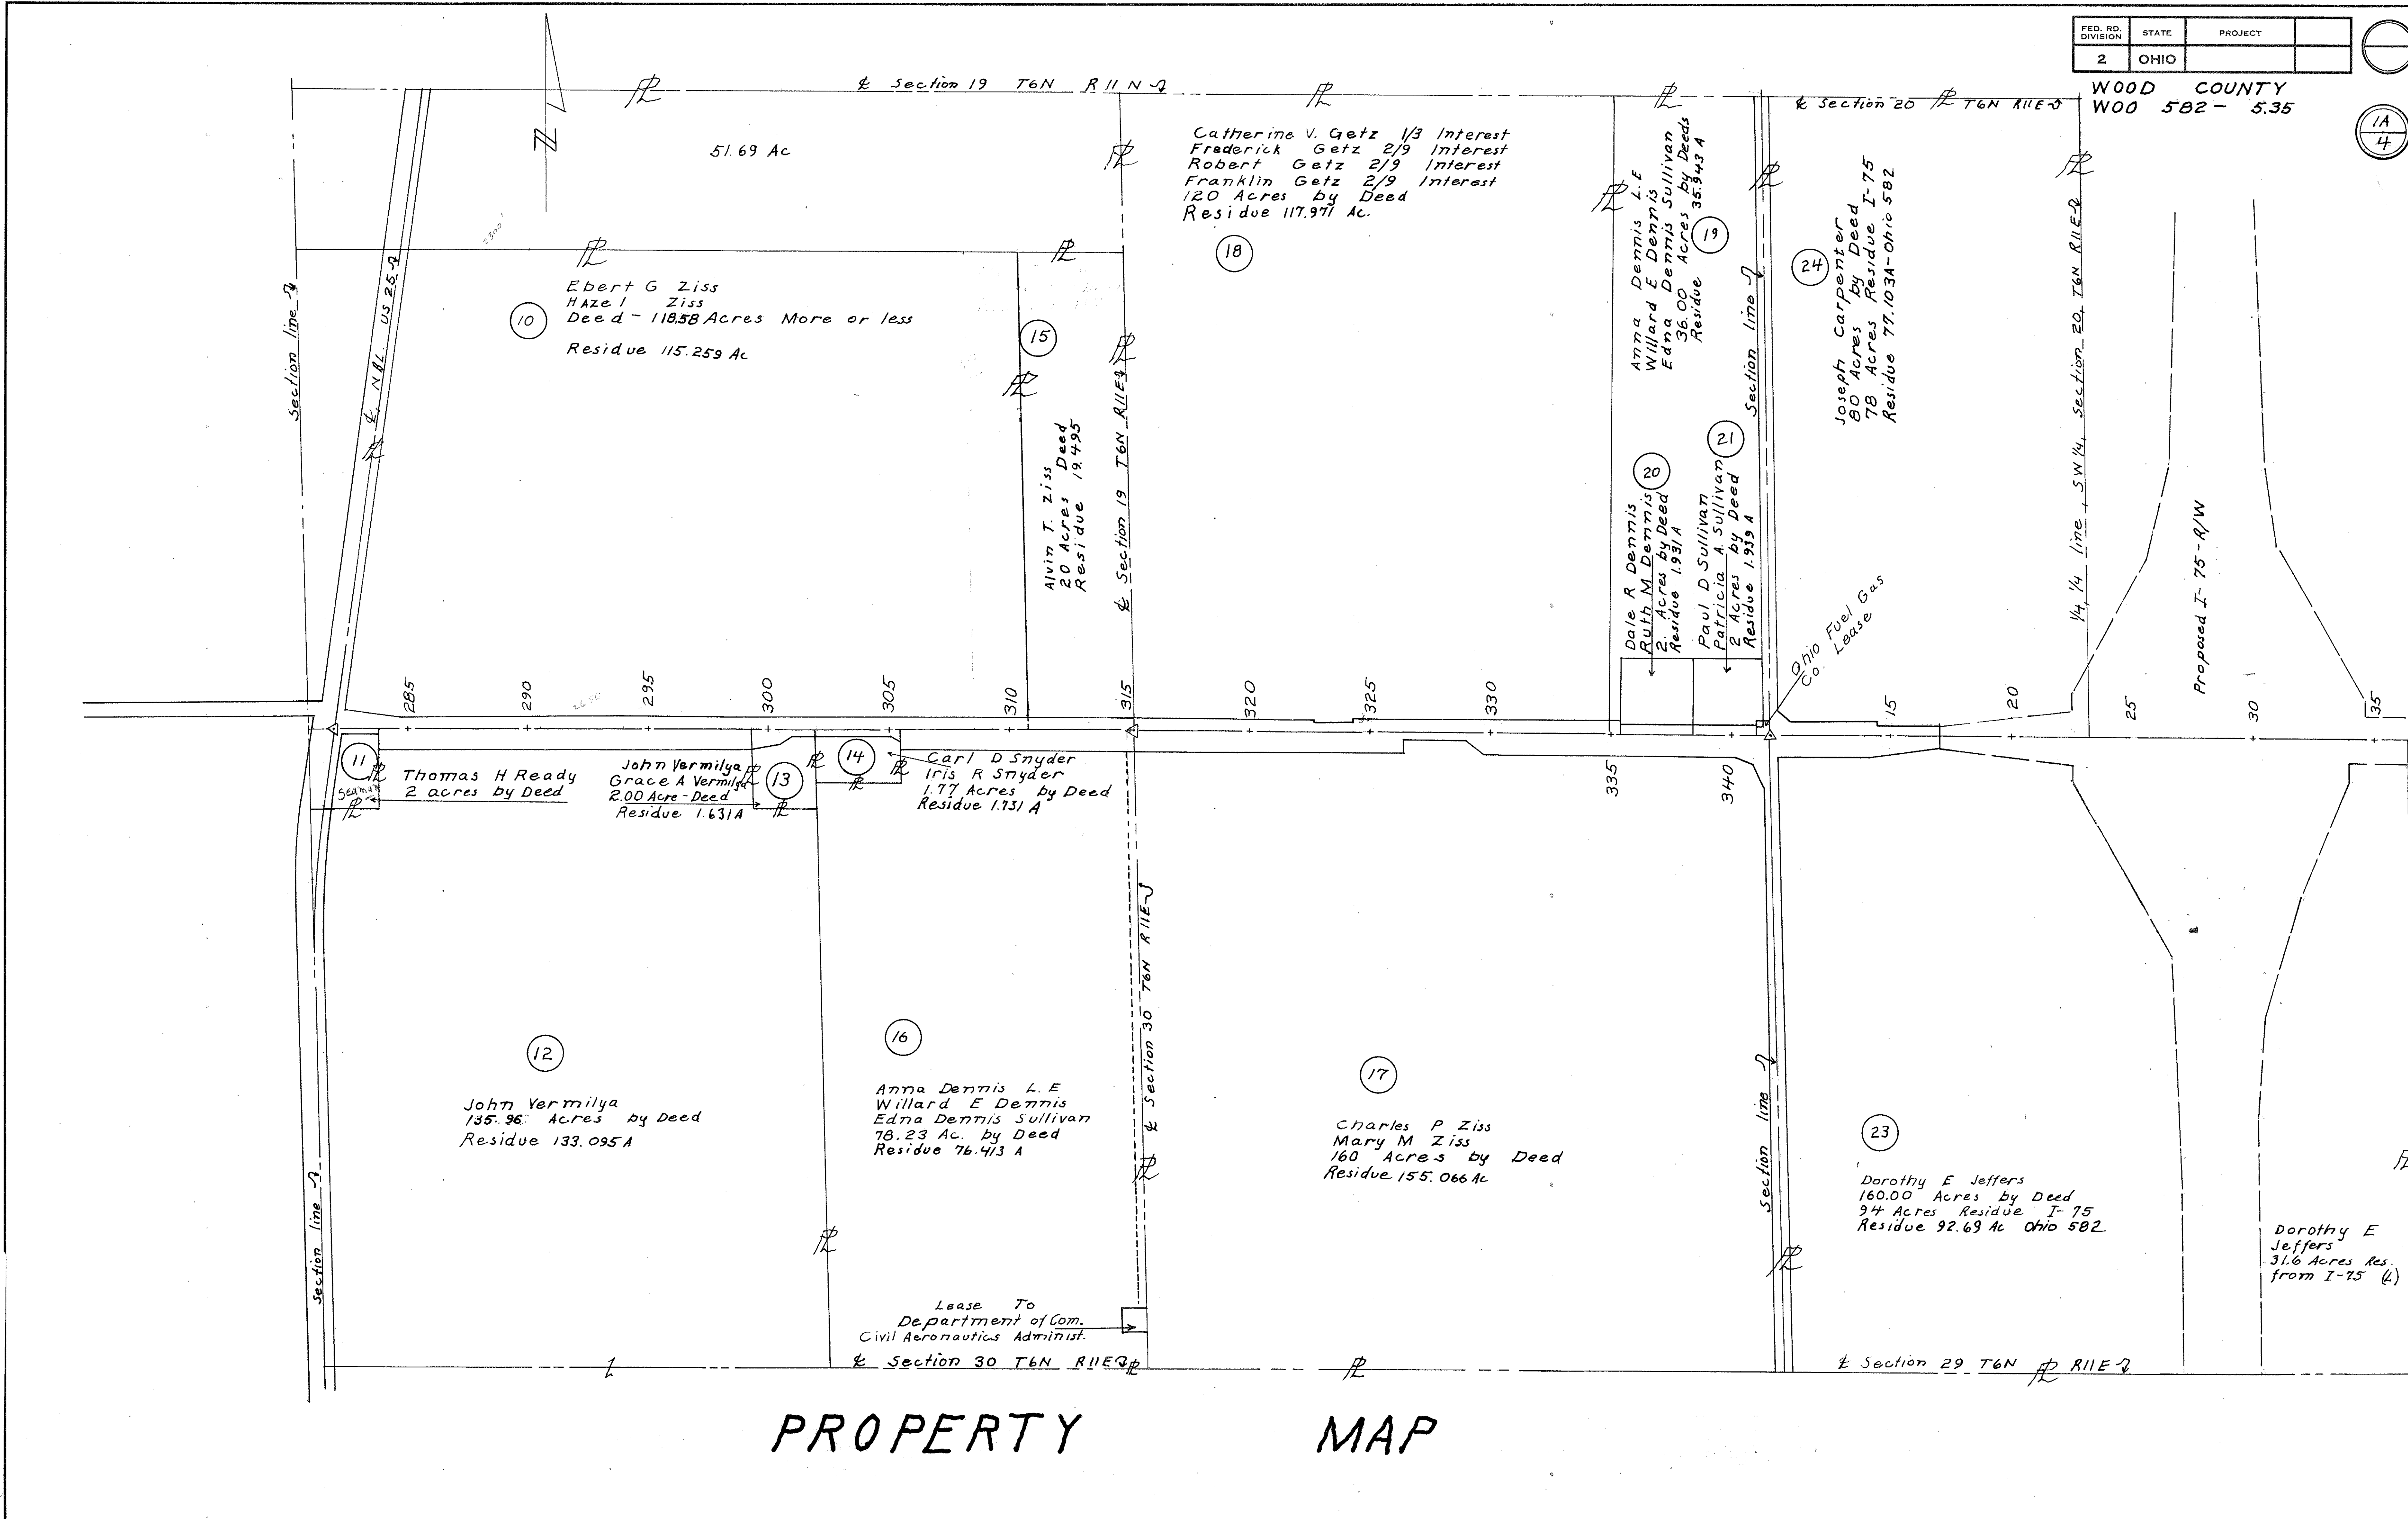 FED. RD. DIVISION STATE PROJECT
2 OHIO
WOOD COUNTY
WOO 582 - 5.35
1A
4
℄ Section 19 T6N R 11 N
℄ Section 20 ⅊ T6N R11E
51.69 Ac
N
Section line
℄ NBL. US 25
2300'
10
Ebert G Ziss
HAzel Ziss
Deed - 118.58 Acres More or less
Residue 115.259 Ac
15
Alvin T. Ziss
20 Acres Deed
Residue 19.495
℄ Section 19 T6N R11E
Catherine V. Getz 1/3 Interest
Frederick Getz 2/9 Interest
Robert Getz 2/9 Interest
Franklin Getz 2/9 Interest
120 Acres by Deed
Residue 117.971 Ac.
18
Anna Dennis L.E
Willard E Dennis
Edna Dennis Sullivan
36.00 Acres by Deeds
Residue 35.943 A
19
20
Dale R Dennis
Ruth M Dennis
2. Acres by Deed
Residue 1.931 A
21
Paul D Sullivan
Patricia A. Sullivan
2 Acres by Deed
Residue 1.939 A
Section line
24
Joseph Carpenter
80 Acres by Deed
78 Acres Residue I-75
Residue 77.103A-Ohio 582
1/4, 1/4 line, SW 1/4, Section 20, T6N R11E
Proposed I-75-R/W
Ohio Fuel Gas
Co. Lease
285 290 295 300 305 310 315 320 325 330 335 340 15 20 25 30 35
2650
11
Seaman
Thomas H Ready
2 acres by Deed
John Vermilya
Grace A Vermilya
2.00 Acre-Deed
Residue 1.631A
13
14
Carl D Snyder
Iris R Snyder
1.77 Acres by Deed
Residue 1.731 A
℄ Section 30 T6N R11E
12
John Vermilya
135.96 Acres by Deed
Residue 133.095A
Section line
16
Anna Dennis L. E
Willard E Dennis
Edna Dennis Sullivan
78.23 Ac. by Deed
Residue 76.413 A
17
Charles P Ziss
Mary M Ziss
160 Acres by Deed
Residue 155.066 Ac
Section line
23
Dorothy E Jeffers
160.00 Acres by Deed
94 Acres Residue I-75
Residue 92.69 Ac Ohio 582
Dorothy E
Jeffers
31.6 Acres Res.
from I-75 (L)
Lease To
Department of Com.
Civil Aeronautics Administ.
℄ Section 30 T6N R11E
℄ Section 29 T6N ⅊ R11E
PROPERTY MAP